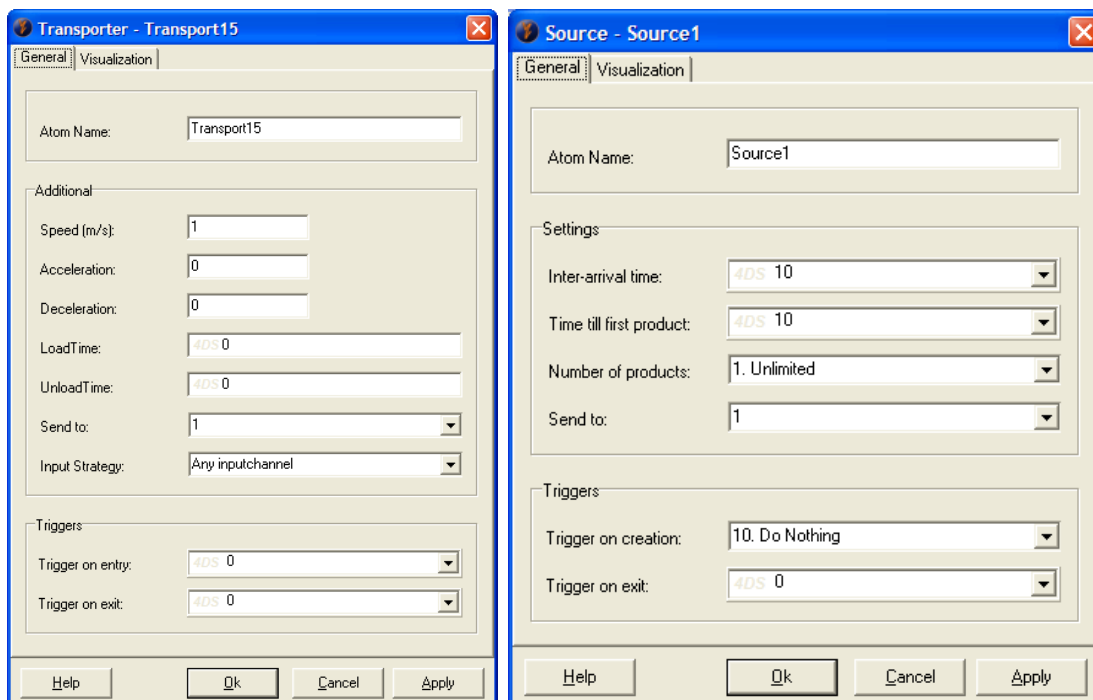 Transporter - Transport15
General Visualization
Atom Name: Transport15
Additional
Speed (m/s): 1
Acceleration: 0
Deceleration: 0
LoadTime: 4DS 0
UnloadTime: 4DS 0
Send to: 1
Input Strategy: Any inputchannel
Triggers
Trigger on entry: 4DS 0
Trigger on exit: 4DS 0
Help Ok Cancel Apply
Source - Source1
General Visualization
Atom Name: Source1
Settings
Inter-arrival time: 4DS 10
Time till first product: 4DS 10
Number of products: 1. Unlimited
Send to: 1
Triggers
Trigger on creation: 10. Do Nothing
Trigger on exit: 4DS 0
Help Ok Cancel Apply